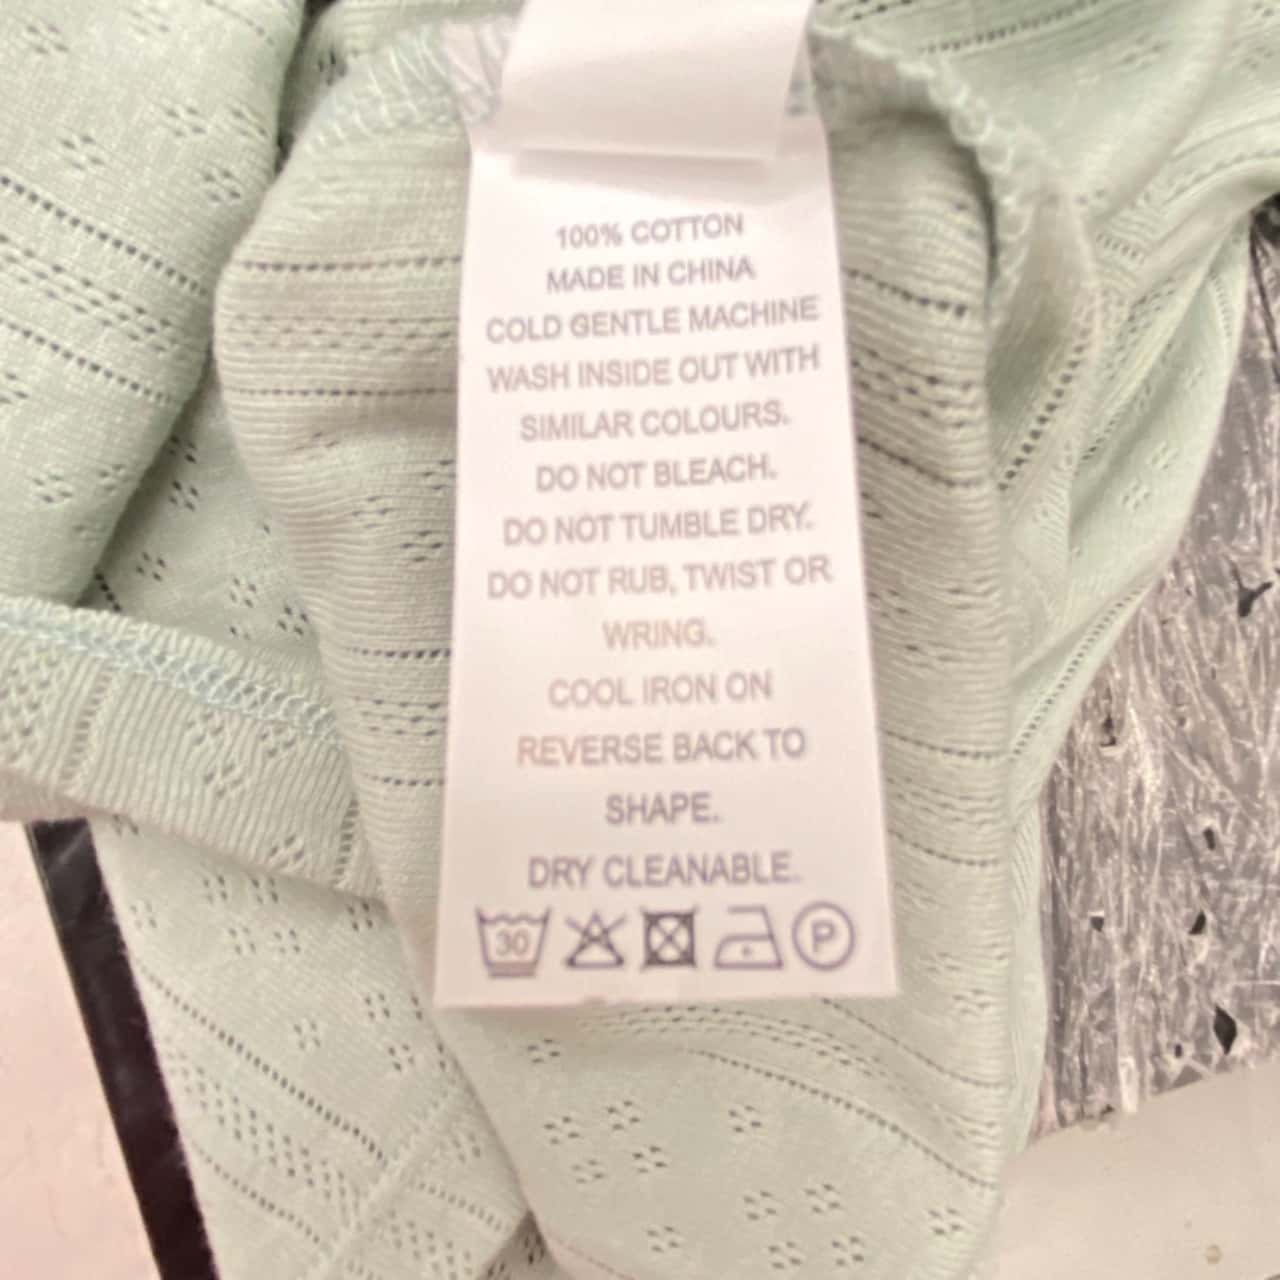 100% COTTON
MADE IN CHINA
COLD GENTLE MACHINE
WASH INSIDE OUT WITH
SIMILAR COLOURS.
DO NOT BLEACH.
DO NOT TUMBLE DRY.
DO NOT RUB, TWIST OR
WRING.
COOL IRON ON
REVERSE BACK TO
SHAPE.
DRY CLEANABLE.
30 P